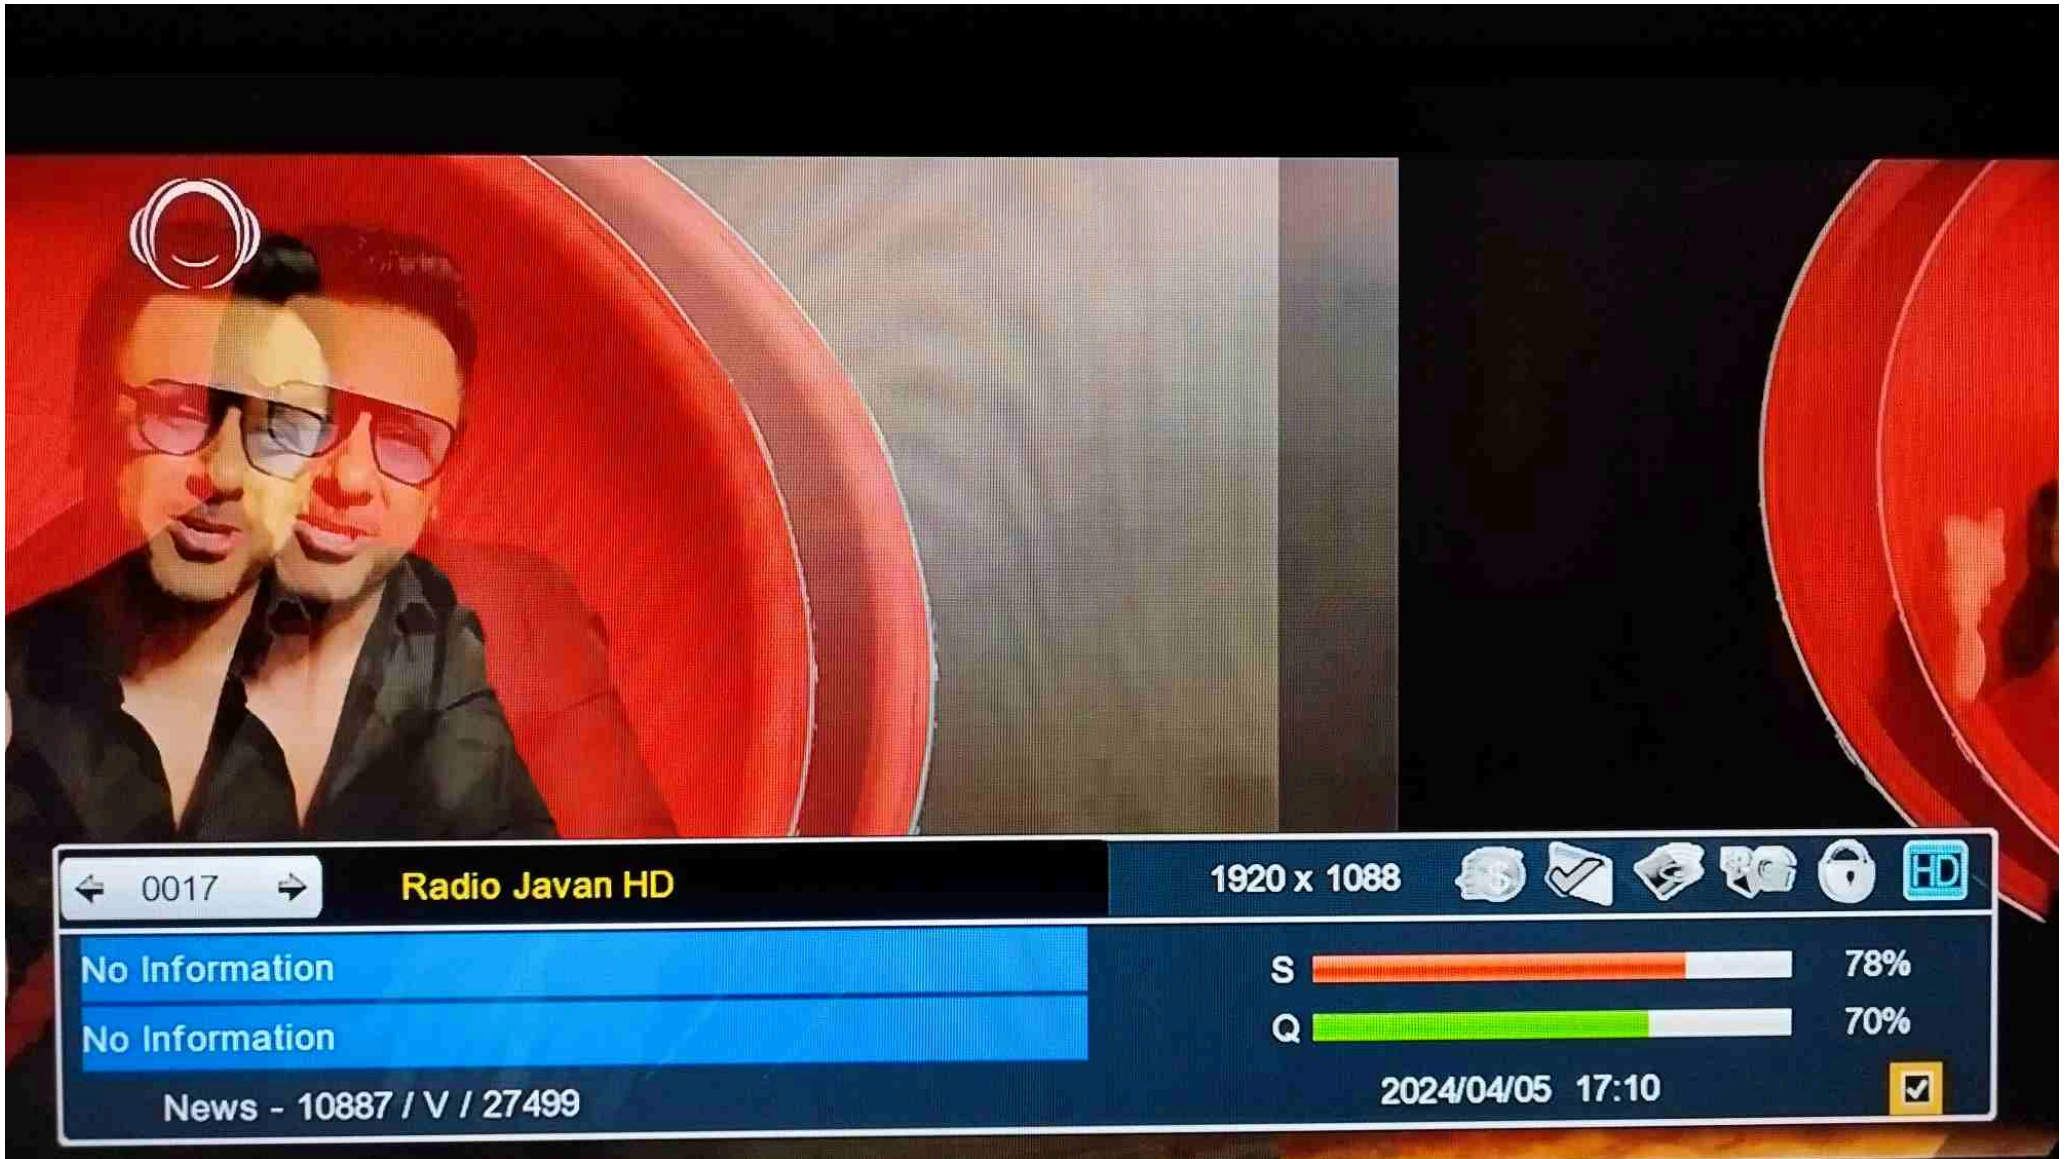 0017
Radio Javan HD
1920 x 1088
HD
No Information
S 78%
No Information
Q 70%
News - 10887 / V / 27499
2024/04/05 17:10